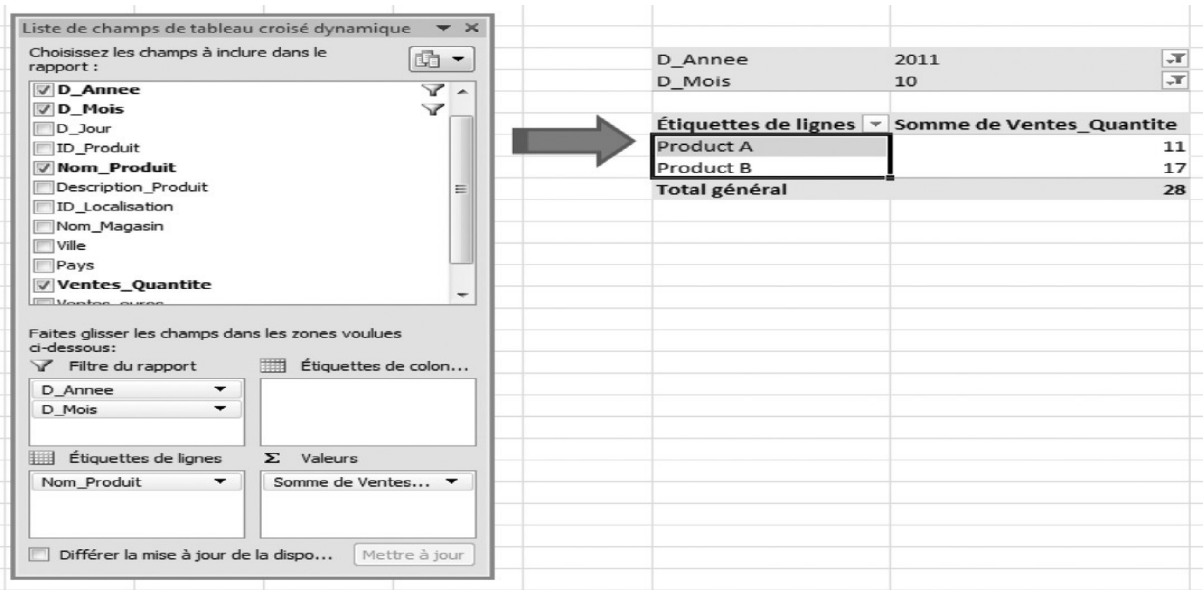 Liste de champs de tableau croisé dynamique
Choisissez les champs à inclure dans le
rapport :
D_Annee
D_Mois
D_Jour
ID_Produit
Nom_Produit
Description_Produit
ID_Localisation
Nom_Magasin
Ville
Pays
Ventes_Quantite
Faites glisser les champs dans les zones voulues
ci-dessous:
Filtre du rapport
Étiquettes de colon...
D_Annee
D_Mois
Étiquettes de lignes
Σ Valeurs
Nom_Produit
Somme de Ventes...
Différer la mise à jour de la dispo...
Mettre à jour
D_Annee 2011
D_Mois 10
Étiquettes de lignes Somme de Ventes_Quantite
Product A 11
Product B 17
Total général 28